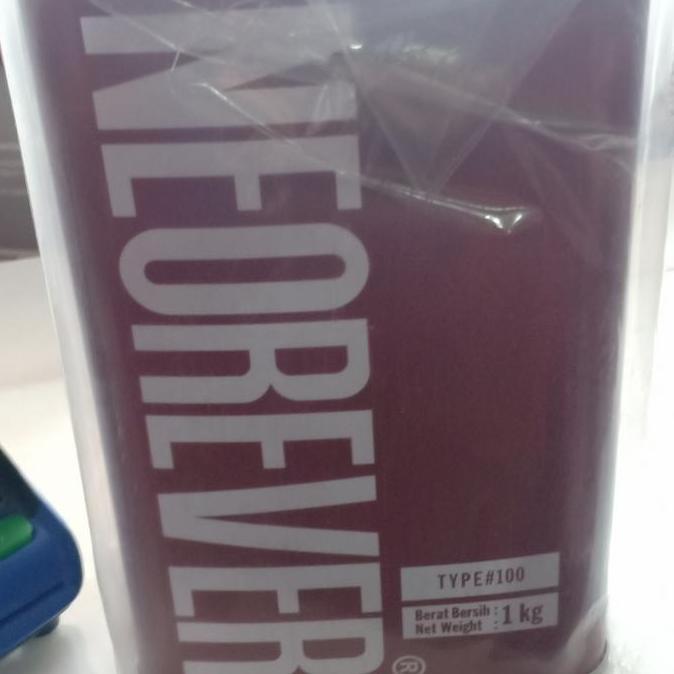 NEOREVER®
TYPE#100
Berat Bersih : 1 kg
Net Weight :